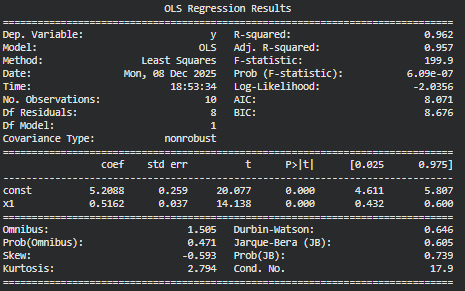 OLS Regression Results
==============================================================================
Dep. Variable:                      y   R-squared:                       0.962
Model:                            OLS   Adj. R-squared:                  0.957
Method:                 Least Squares   F-statistic:                     199.9
Date:                Mon, 08 Dec 2025   Prob (F-statistic):           6.09e-07
Time:                        18:53:34   Log-Likelihood:                -2.0356
No. Observations:                  10   AIC:                             8.071
Df Residuals:                       8   BIC:                             8.676
Df Model:                           1
Covariance Type:            nonrobust
==============================================================================
                 coef    std err          t      P>|t|      [0.025      0.975]
------------------------------------------------------------------------------
const          5.2088      0.259     20.077      0.000       4.611       5.807
x1             0.5162      0.037     14.138      0.000       0.432       0.600
==============================================================================
Omnibus:                        1.505   Durbin-Watson:                   0.646
Prob(Omnibus):                  0.471   Jarque-Bera (JB):                0.605
Skew:                          -0.593   Prob(JB):                        0.739
Kurtosis:                       2.794   Cond. No.                         17.9
==============================================================================